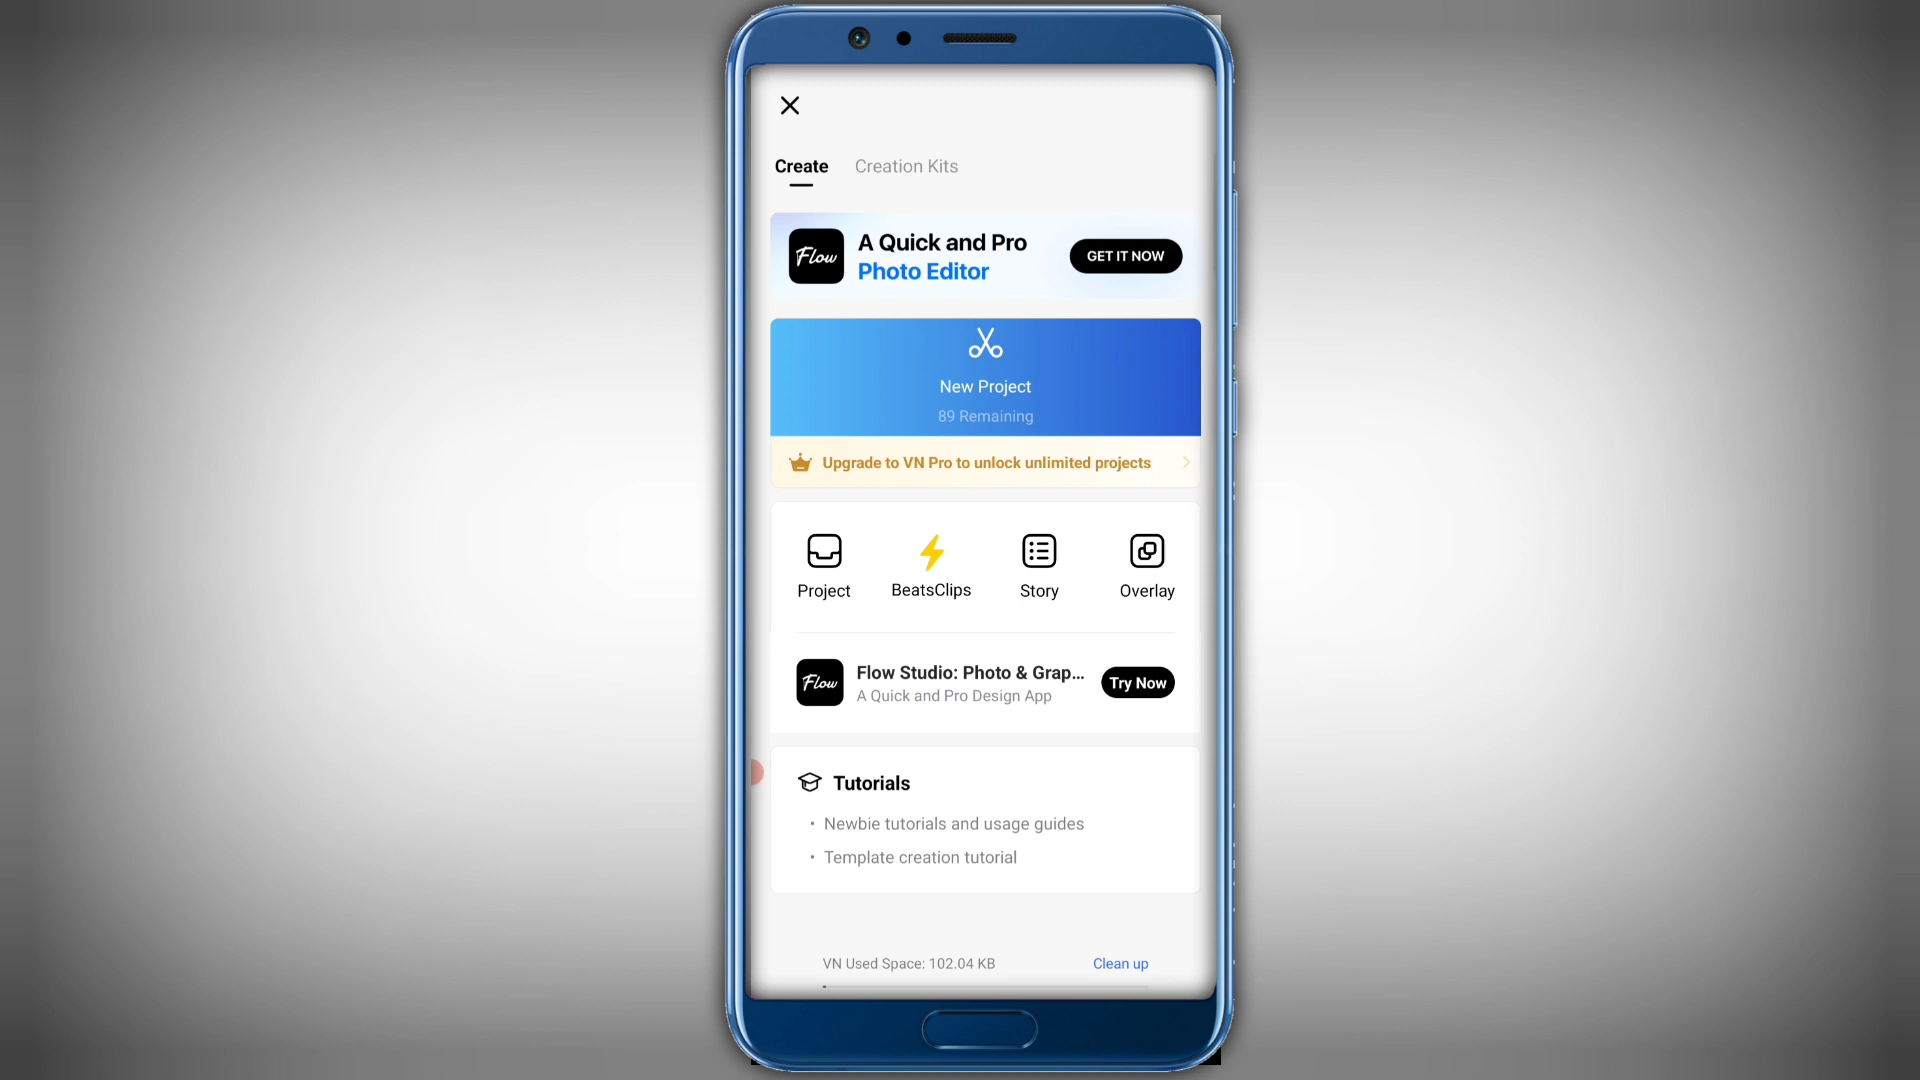 Create Creation Kits
Flow
A Quick and Pro
Photo Editor
GET IT NOW
New Project
89 Remaining
Upgrade to VN Pro to unlock unlimited projects
Project BeatsClips Story Overlay
Flow
Flow Studio: Photo & Grap...
A Quick and Pro Design App
Try Now
Tutorials
• Newbie tutorials and usage guides
• Template creation tutorial
VN Used Space: 102.04 KB Clean up